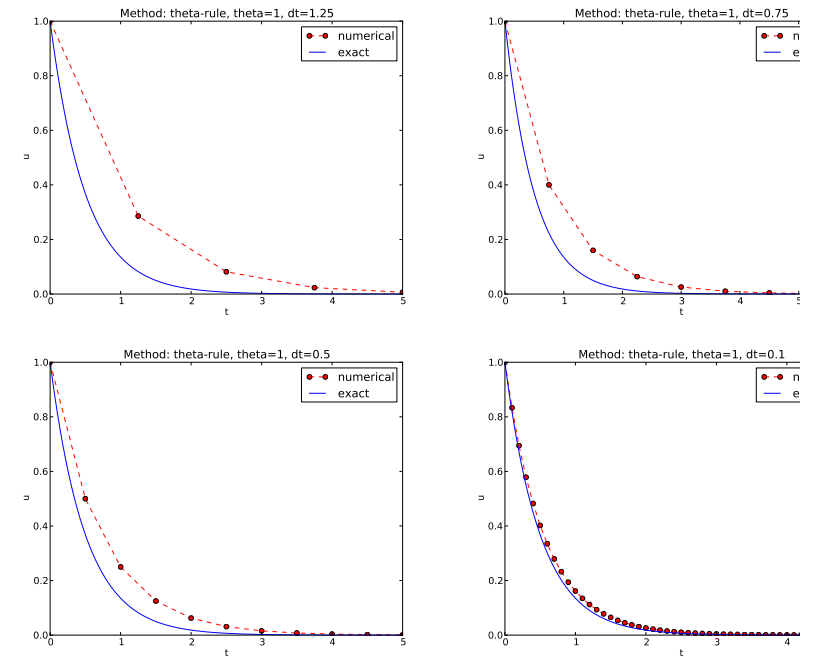 Method: theta-rule, theta=1, dt=1.25
numerical
exact
1.0
0.8
0.6
0.4
0.2
0.0
u
0 1 2 3 4 5
t
Method: theta-rule, theta=1, dt=0.75
n
e
1.0
0.8
0.6
0.4
0.2
0.0
u
0 1 2 3 4 5
t
Method: theta-rule, theta=1, dt=0.5
numerical
exact
1.0
0.8
0.6
0.4
0.2
0.0
u
0 1 2 3 4 5
t
Method: theta-rule, theta=1, dt=0.1
n
e
1.0
0.8
0.6
0.4
0.2
0.0
u
0 1 2 3 4
t